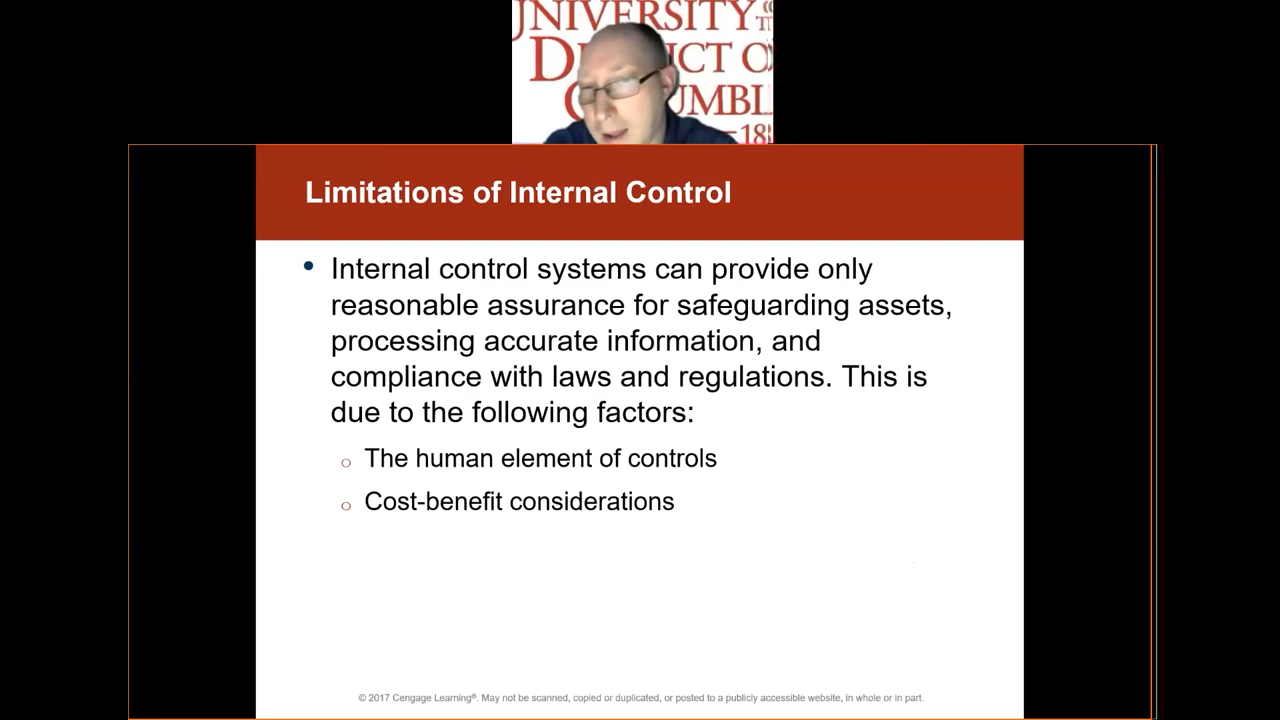 UNIVERSITY
Limitations of Internal Control
• Internal control systems can provide only
reasonable assurance for safeguarding assets,
processing accurate information, and
compliance with laws and regulations. This is
due to the following factors:
○ The human element of controls
○ Cost-benefit considerations
© 2017 Cengage Learning®. May not be scanned, copied or duplicated, or posted to a publicly accessible website, in whole or in part.